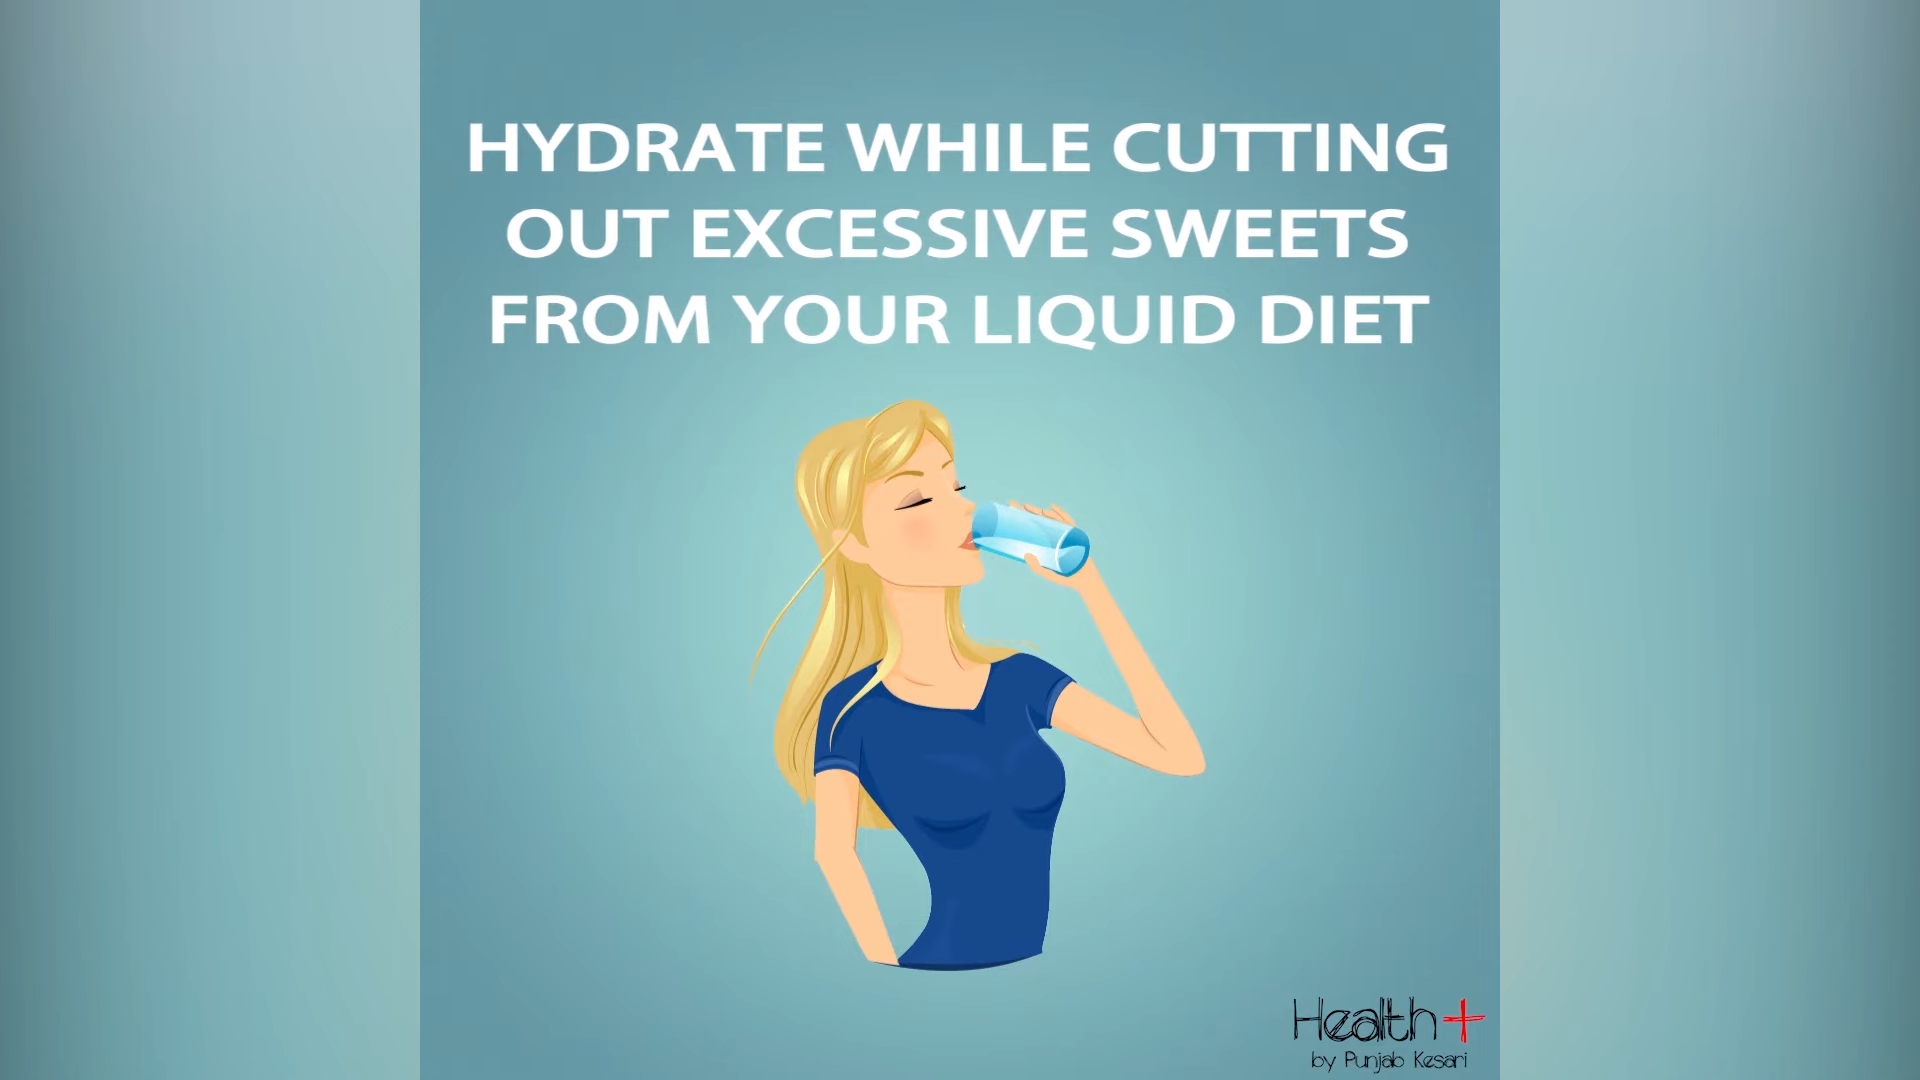 HYDRATE WHILE CUTTING
OUT EXCESSIVE SWEETS
FROM YOUR LIQUID DIET
Health+
by Punjab Kesari